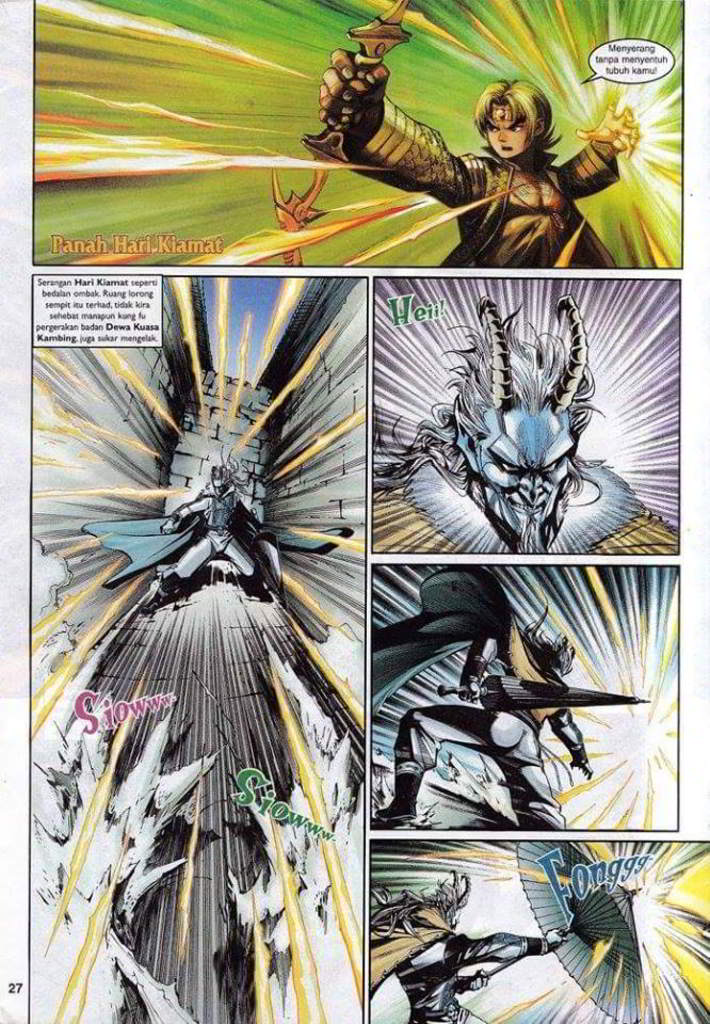 Menyerang
tanpa menyentuh
tubuh kamu!
Panah Hari Kiamat
Serangan Hari Kiamat seperti
bedalan ombak. Ruang lorong
sempit itu terhad, tidak kira
sehebat manapun kung fu
pergerakan badan Dewa Kuasa
Kambing, juga sukar mengelak.
Heii!
Siowww
Siowww
Fonggg
27